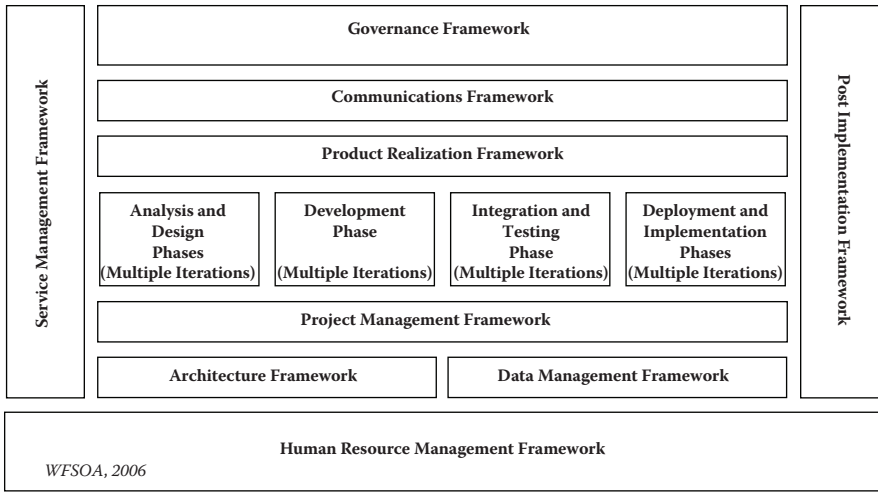 Service Management Framework
Governance Framework
Communications Framework
Product Realization Framework
Analysis and
Design
Phases
(Multiple Iterations)
Development
Phase
(Multiple Iterations)
Integration and
Testing
Phase
(Multiple Iterations)
Deployment and
Implementation
Phases
(Multiple Iterations)
Project Management Framework
Architecture Framework
Data Management Framework
Post Implementation Framework
Human Resource Management Framework
WFSOA, 2006